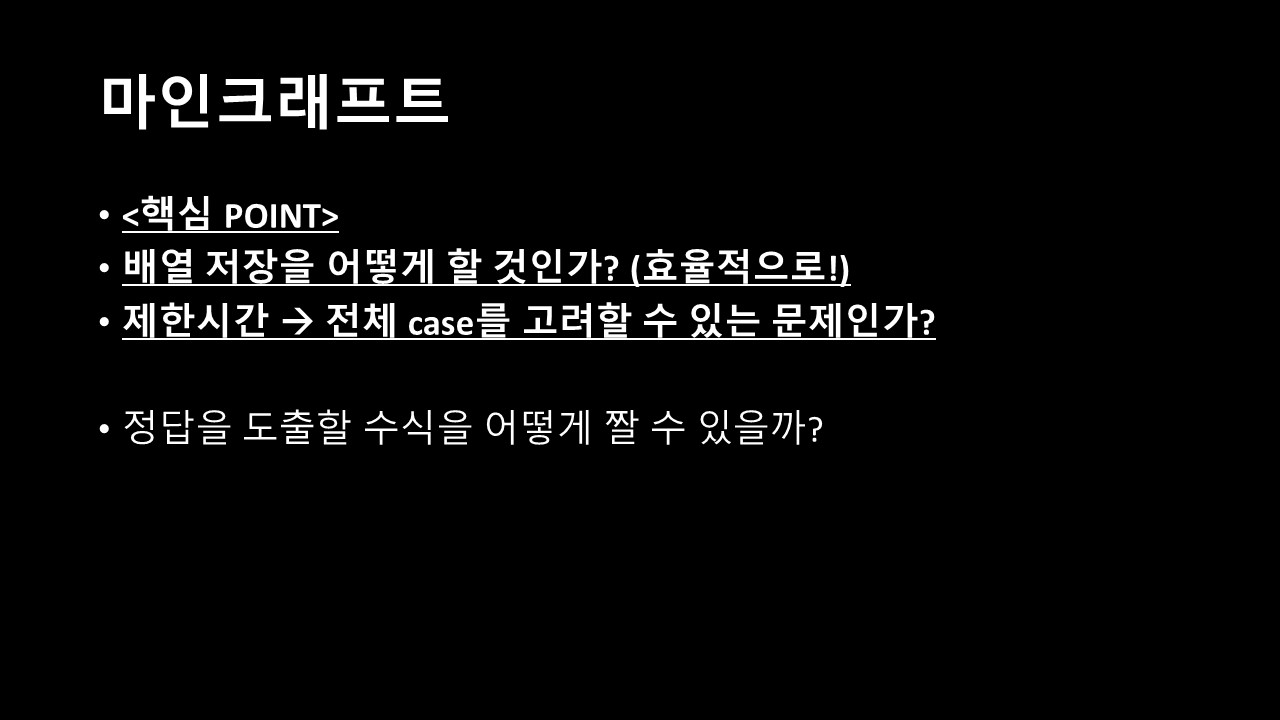 마인크래프트
• <핵심 POINT>
• 배열 저장을 어떻게 할 것인가? (효율적으로!)
• 제한시간 → 전체 case를 고려할 수 있는 문제인가?
• 정답을 도출할 수식을 어떻게 짤 수 있을까?